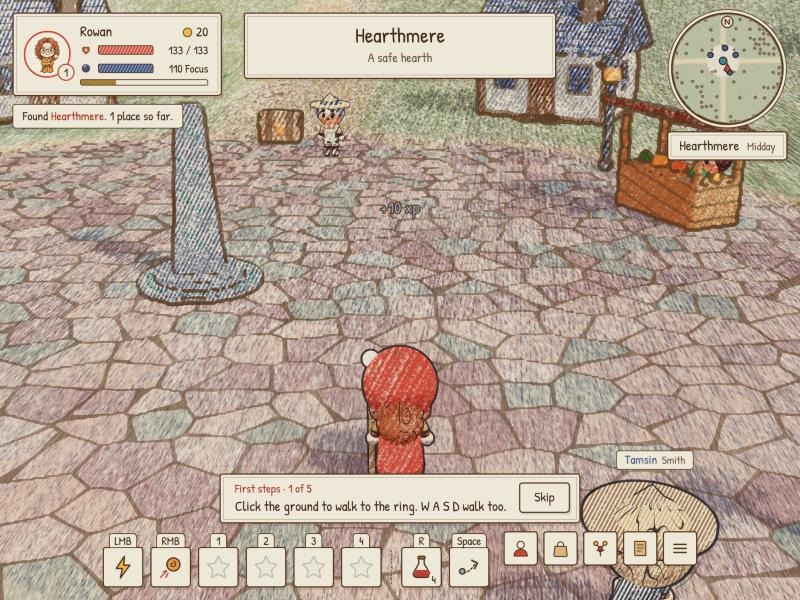 Rowan
20
133 / 133
110 Focus
1
Hearthmere
A safe hearth
N
Found Hearthmere. 1 place so far.
Hearthmere Midday
+10 xp
Tamsin Smith
First steps · 1 of 5
Click the ground to walk to the ring. W A S D walk too.
Skip
LMB
RMB
1
2
3
4
R
Space
4